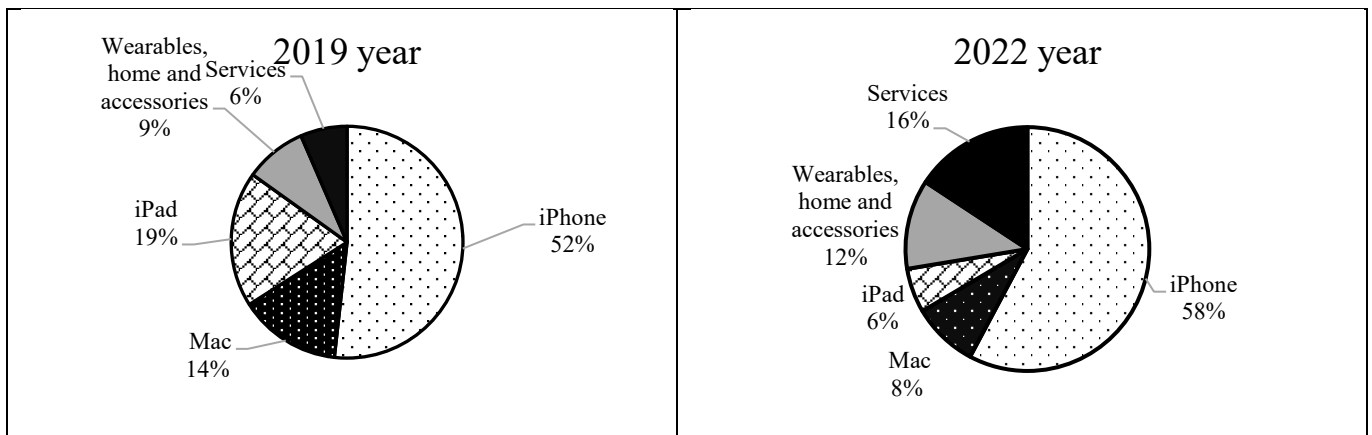 2019 year
Wearables,
home and
accessories
9%
Services
6%
iPad
19%
iPhone
52%
Mac
14%
2022 year
Services
16%
Wearables,
home and
accessories
12%
iPad
6%
iPhone
58%
Mac
8%